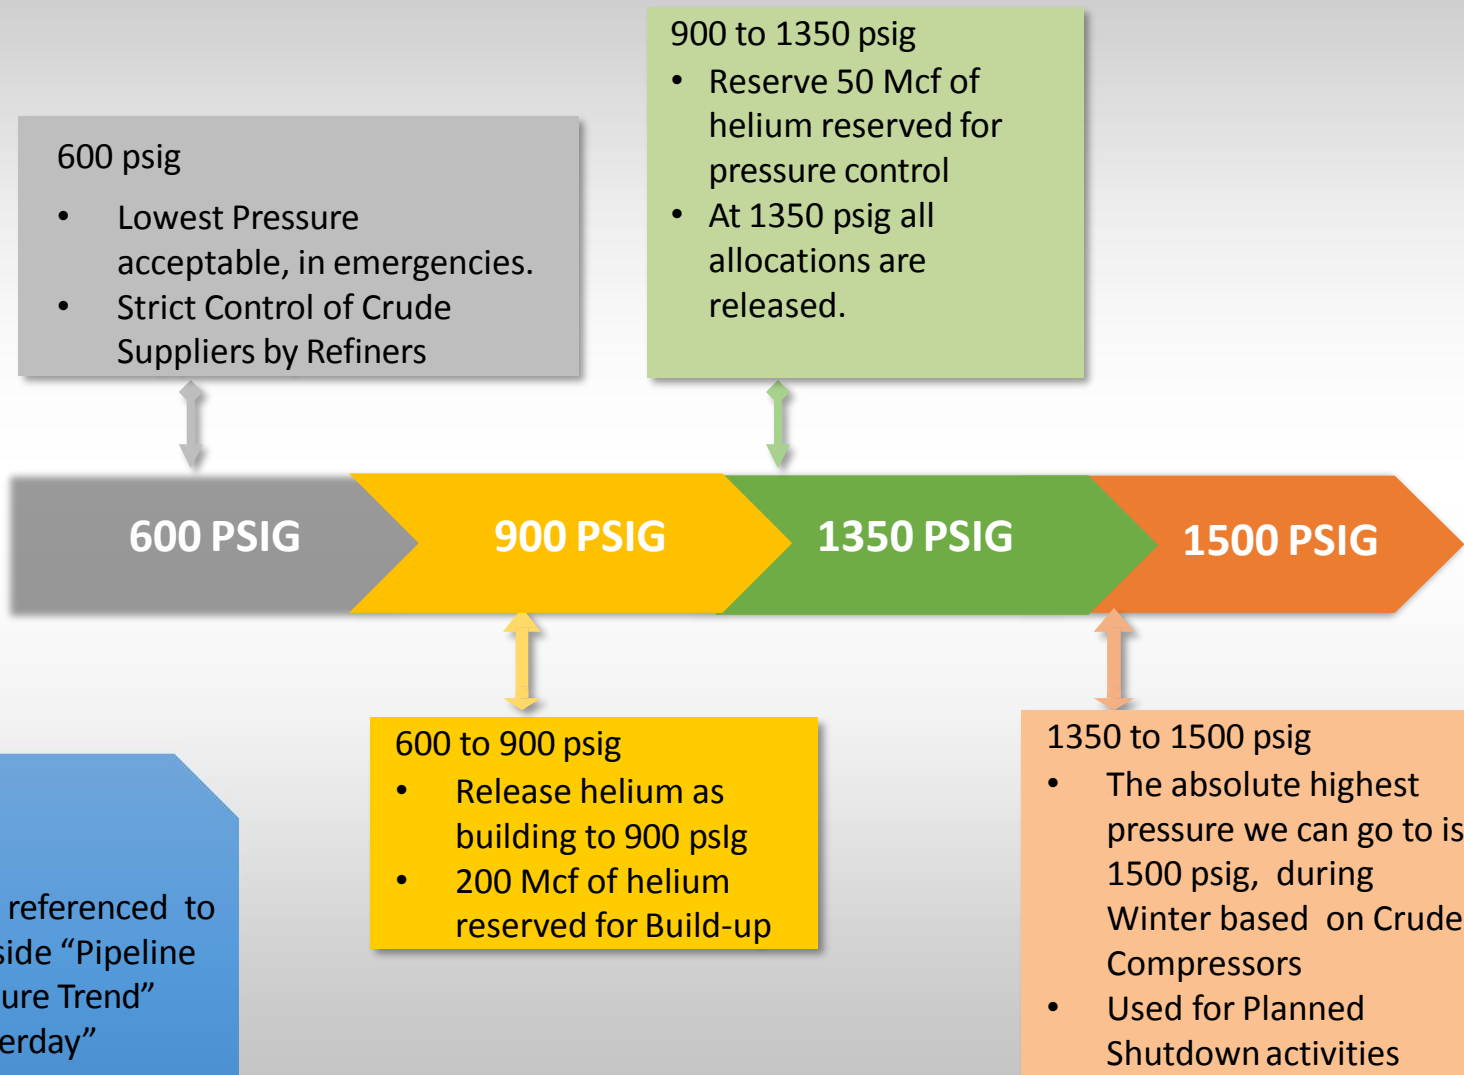 900 to 1350 psig
• Reserve 50 Mcf of
helium reserved for
pressure control
• At 1350 psig all
allocations are
released.
600 psig
• Lowest Pressure
acceptable, in emergencies.
• Strict Control of Crude
Suppliers by Refiners
600 PSIG
900 PSIG
1350 PSIG
1500 PSIG
600 to 900 psig
• Release helium as
building to 900 psIg
• 200 Mcf of helium
reserved for Build-up
1350 to 1500 psig
• The absolute highest
pressure we can go to is
1500 psig, during
Winter based on Crude
Compressors
• Used for Planned
Shutdown activities
referenced to
side “Pipeline
ure Trend”
erday”